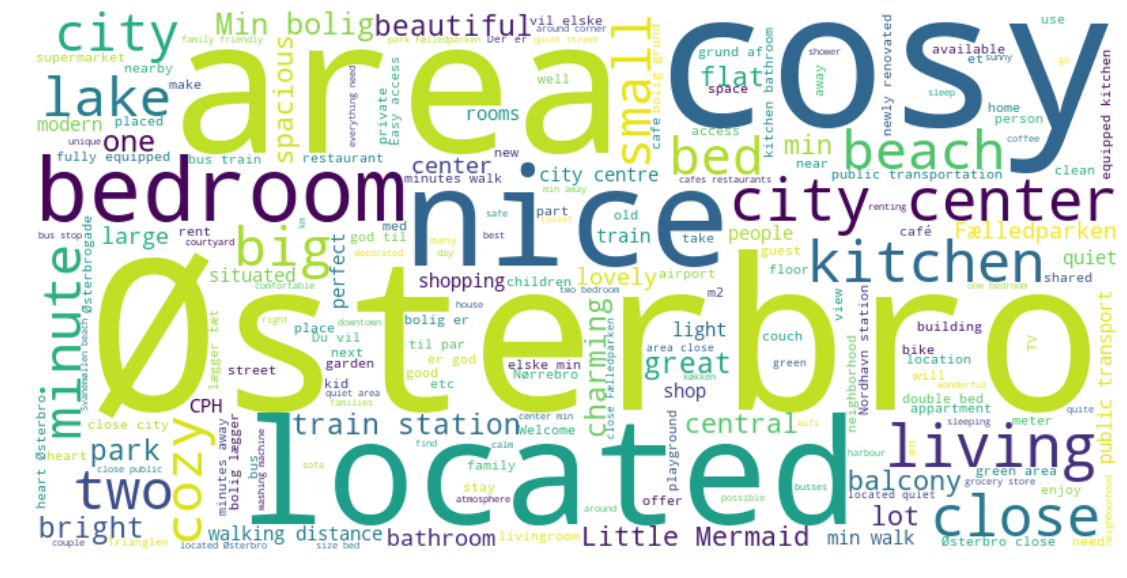 city
Min bolig
beautiful
vil elske
around corner
cosy
newly renovated
available
use
family friendly
park Fælledparken
Der er
quiet street
supermarket
nearby
area
spacious
everything need
private
Easy access
well
small
cafe
bolig grund
grund af
flat
space
kitchen bathroom
shower
away
et
sunny
go
equipped kitchen
lake
make
modern
placed
unique
one
rooms
access
bed
min
near
sleep
home
person
coffee
beach
clean
fully equipped
bus train
restaurant
center
new
minutes walk
city centre
min away
cafes restaurants
public transportation
bedroom
nice
city center
renting
bus stop
large
rent
courtyard
big
km
perfect
med
god til
many
day
safe
best
part
old
train
toilet
take
people
guest
café
Fælledparken
minute
Østerbrogade
Svanemøllen beach
situated
comfortable
decorated
shopping
children
lovely
airport
floor
kitchen
quiet
shared
Østerbro
lægger tæt
right
place
Du vil
next
downtown
garden
kid
quiet area
families
street
house
bolig er
til par
er god
good
etc
two bedroom
elske min
Nørrebro
køkken
charming
close Fælledparken
m2
light
area close
great
shop
couch
green
view
neighborhood
Nordhavn station
one bedroom
building
bike
location
will
wonderful
TV
public transport
double bed
appartment
quite
heart Østerbro
CPH
close city
heart
park
close public
two
cozy
minutes away
bolig lægger
bus
washing machine
train station
center min
Welcome
find
calm
sofa
family
stay
atmosphere
located
offer
around
possible
playground
central
wifi
busses
harbour
living
en
sleeping
meter
green area
grocery store
balcony
located quiet
enjoy
neighbourhood
bright
couple
frianglen
located Østerbro
walking distance
size bed
bathroom
livingroom
Little Mermaid
min walk
lot
close
Østerbro close
need